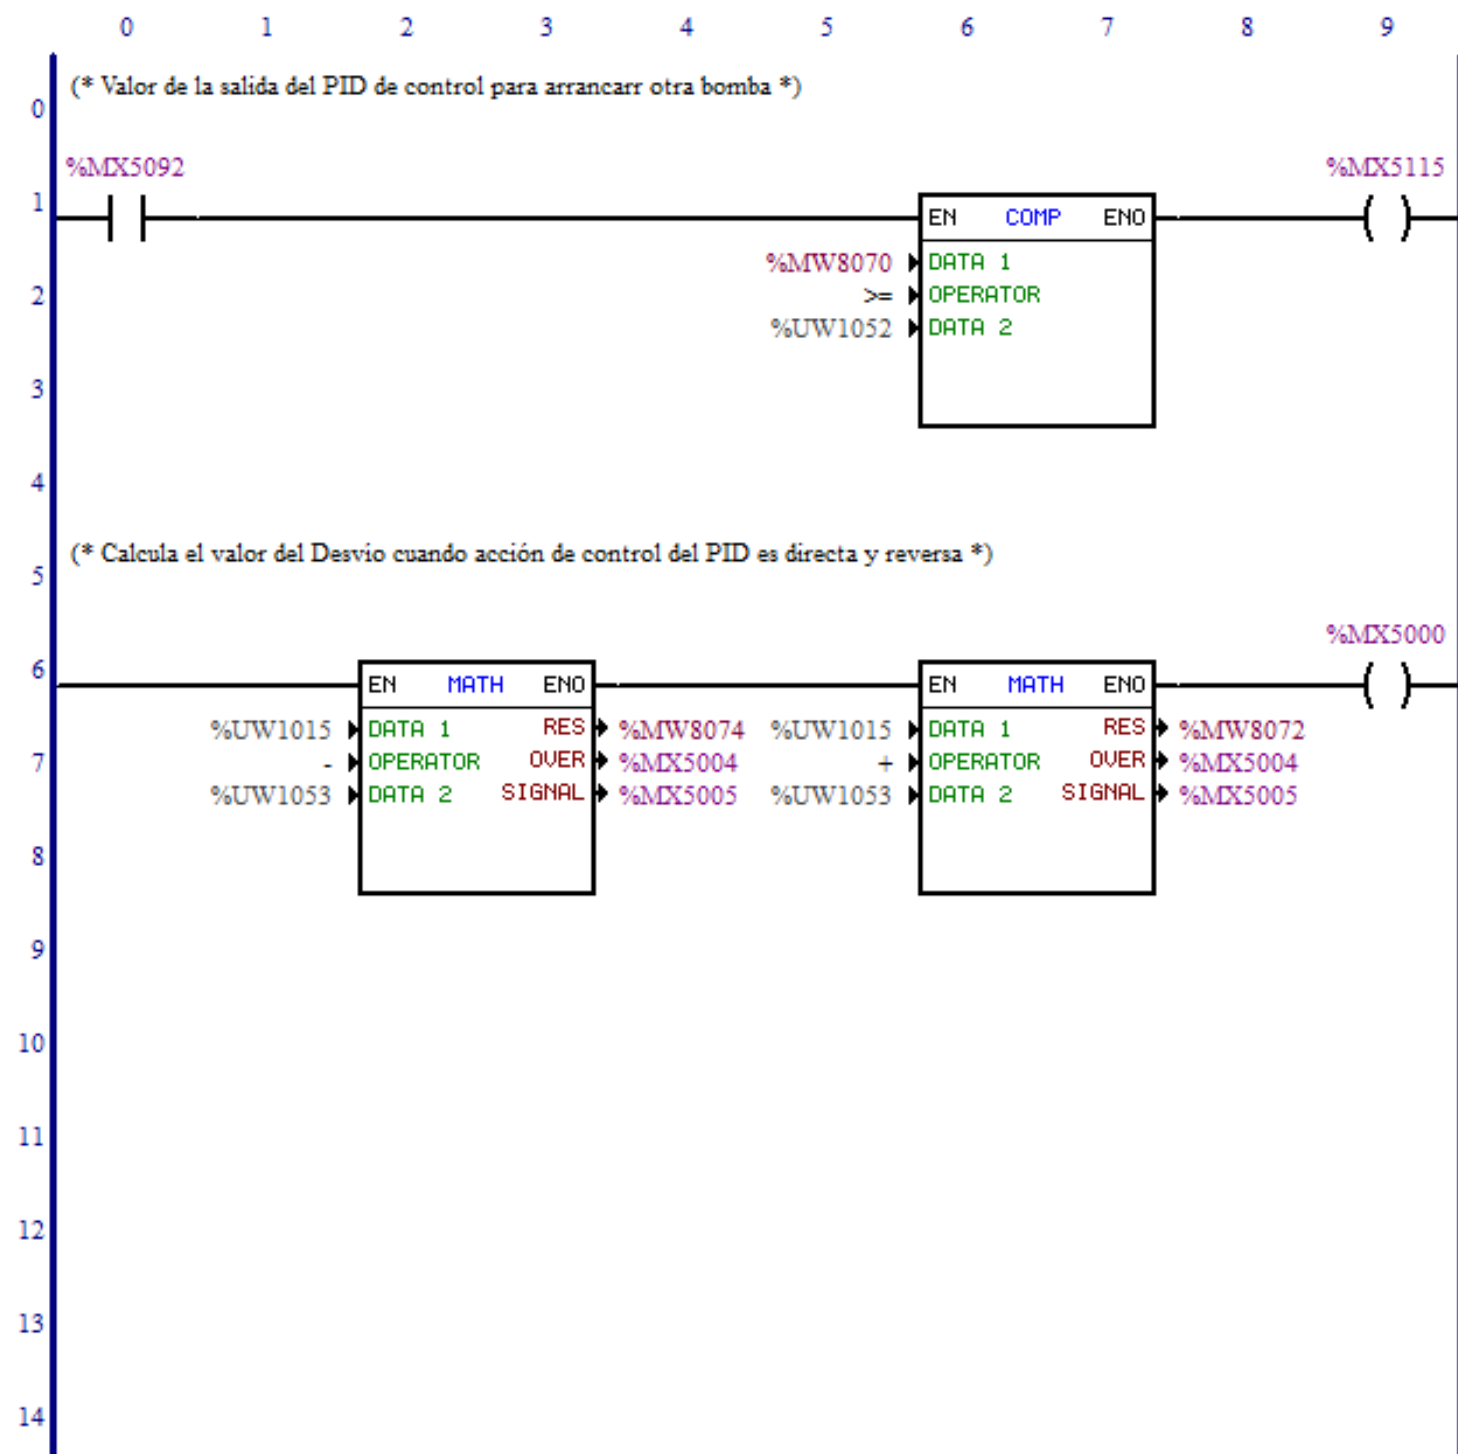 0 1 2 3 4 5 6 7 8 9
(* Valor de la salida del PID de control para arrancarr otra bomba *)
0
%MX5092 %MX5115
1 EN COMP ENO
%MW8070 DATA 1
2 >= OPERATOR
%UW1052 DATA 2
3
4
(* Calcula el valor del Desvio cuando acción de control del PID es directa y reversa *)
5
%MX5000
6 EN MATH ENO EN MATH ENO
%UW1015 DATA 1 RES %MW8074 %UW1015 DATA 1 RES %MW8072
7 - OPERATOR OVER %MX5004 + OPERATOR OVER %MX5004
%UW1053 DATA 2 SIGNAL %MX5005 %UW1053 DATA 2 SIGNAL %MX5005
8
9
10
11
12
13
14